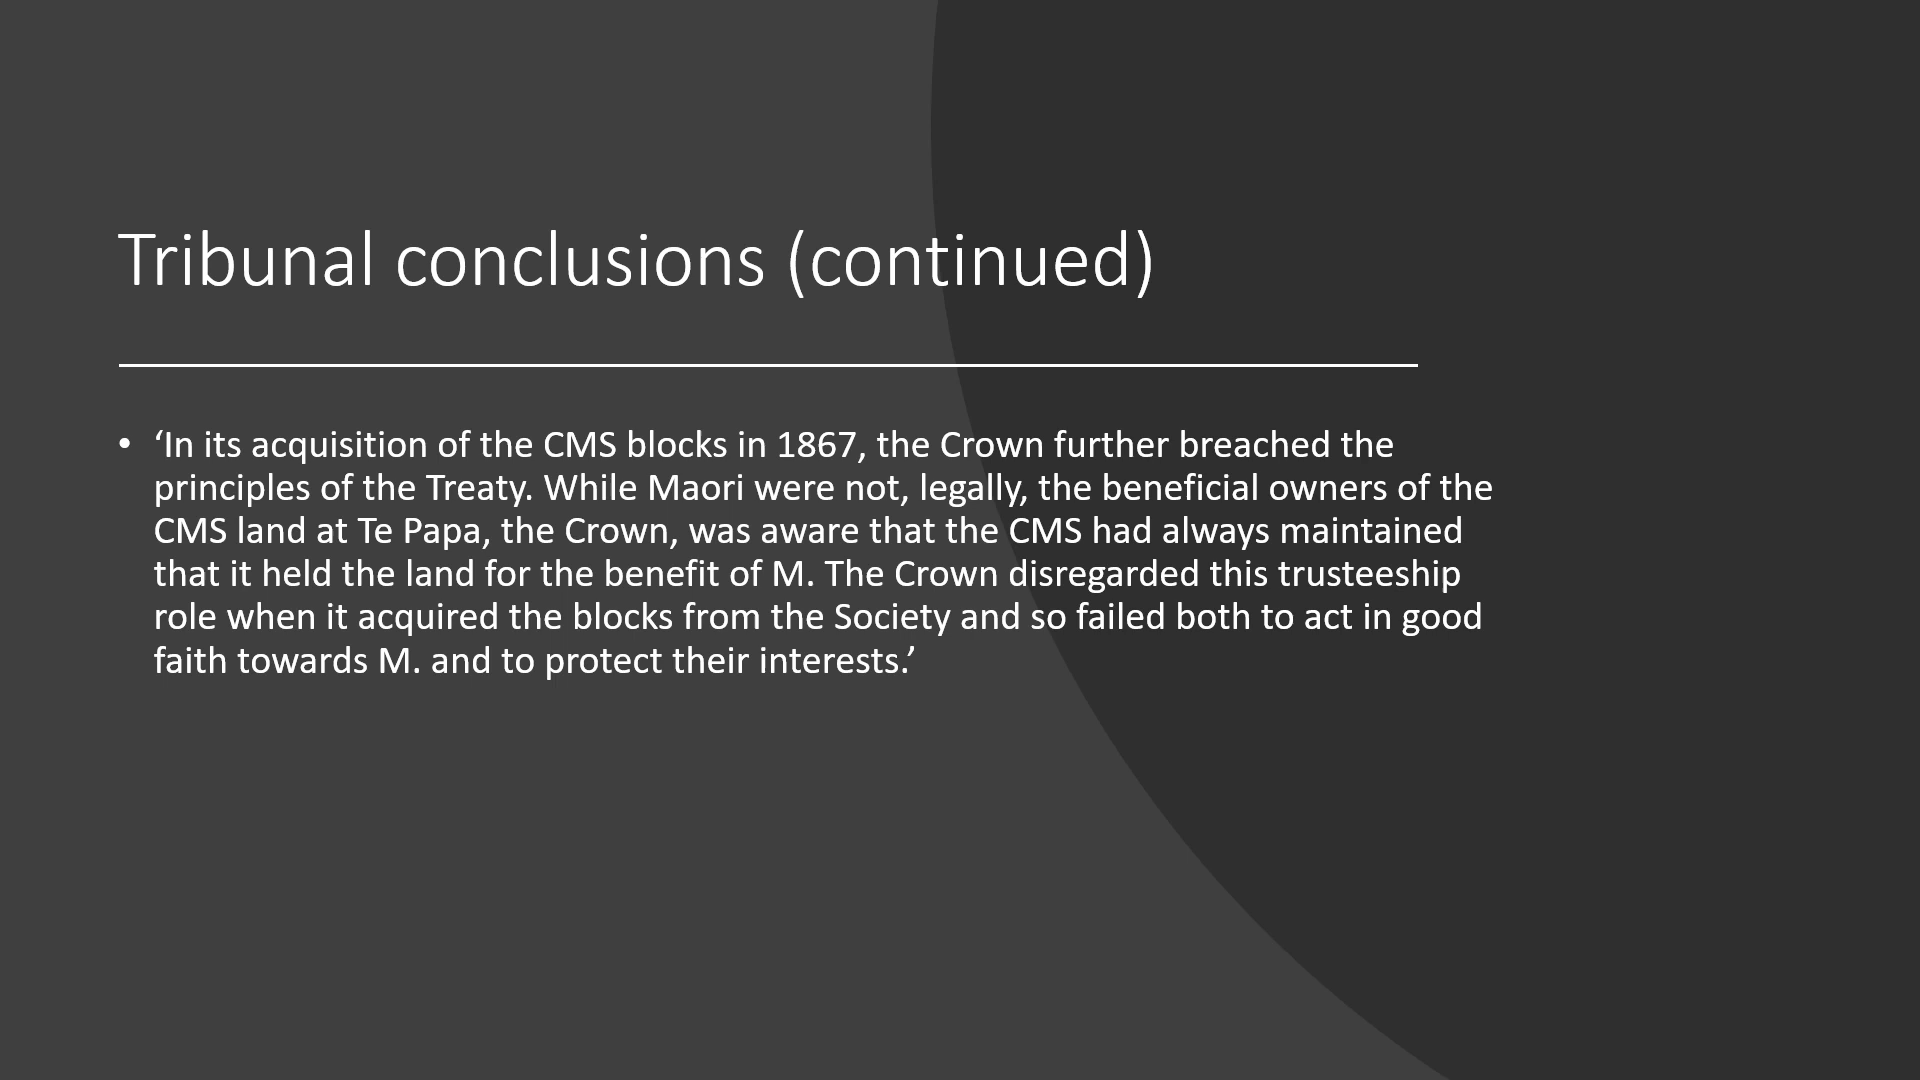 Tribunal conclusions (continued)
• ‘In its acquisition of the CMS blocks in 1867, the Crown further breached the
principles of the Treaty. While Maori were not, legally, the beneficial owners of the
CMS land at Te Papa, the Crown, was aware that the CMS had always maintained
that it held the land for the benefit of M. The Crown disregarded this trusteeship
role when it acquired the blocks from the Society and so failed both to act in good
faith towards M. and to protect their interests.’